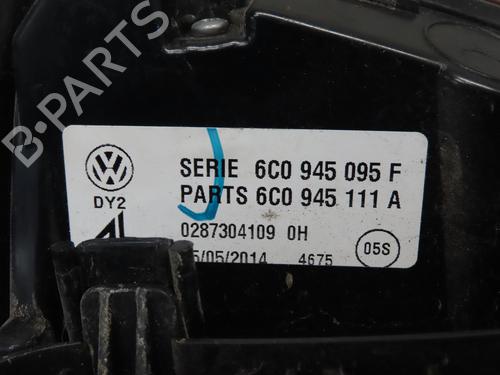 B-PARTS
SERIE 6C0 945 095 F
PARTS 6C0 945 111 A
DY2
0287304109 0H
5/05/2014 4675
05S